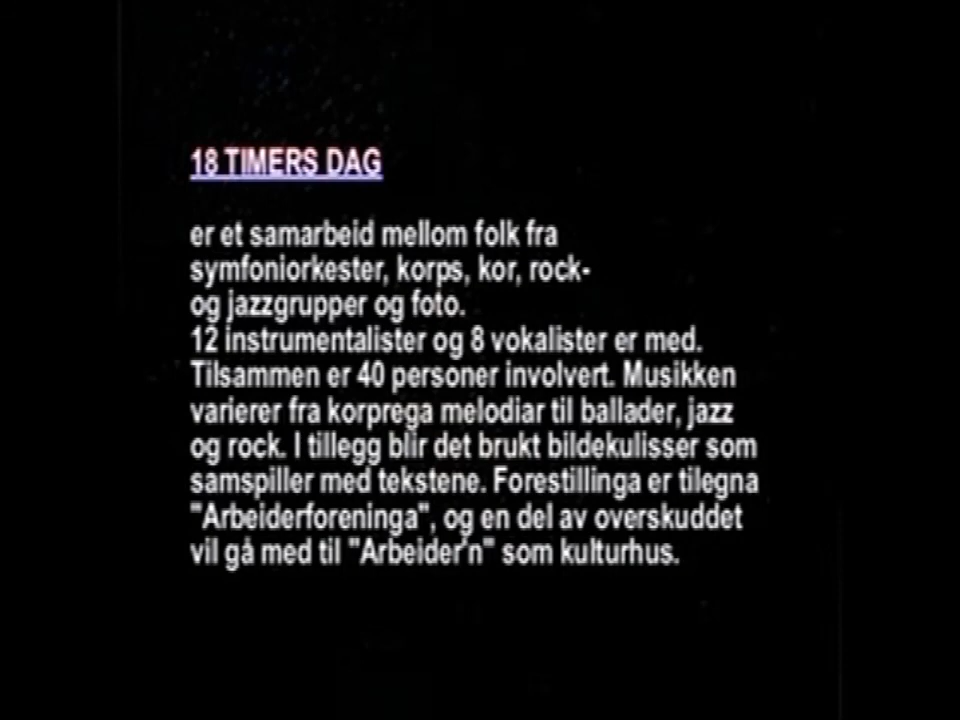 18 TIMERS DAG
er et samarbeid mellom folk fra
symfoniorkester, korps, kor, rock-
og jazzgrupper og foto.
12 instrumentalister og 8 vokalister er med.
Tilsammen er 40 personer involvert. Musikken
varierer fra korprega melodiar til ballader, jazz
og rock. I tillegg blir det brukt bildekulisser som
samspiller med tekstene. Forestillinga er tilegna
"Arbeiderforeninga", og en del av overskuddet
vil gå med til "Arbeider'n" som kulturhus.